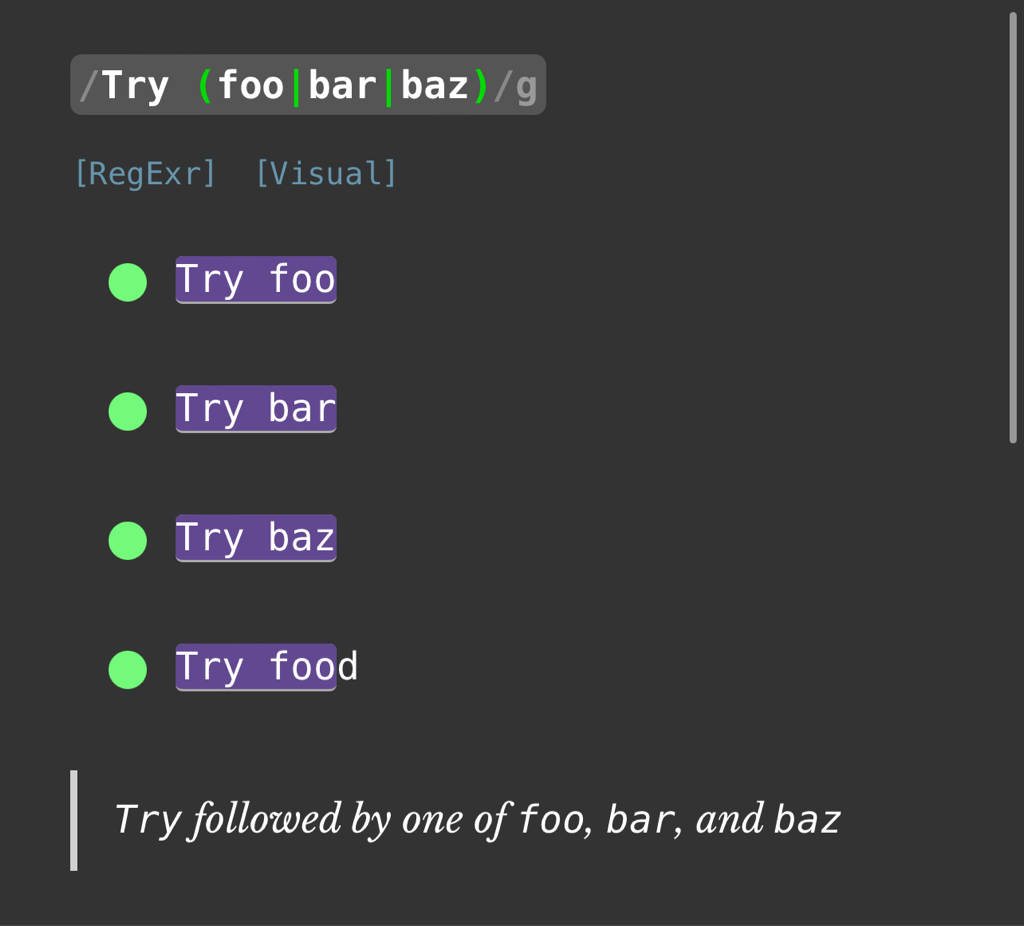 /Try (foo|bar|baz)/g
[RegExr] [Visual]
Try foo
Try bar
Try baz
Try food
Try followed by one of foo, bar, and baz